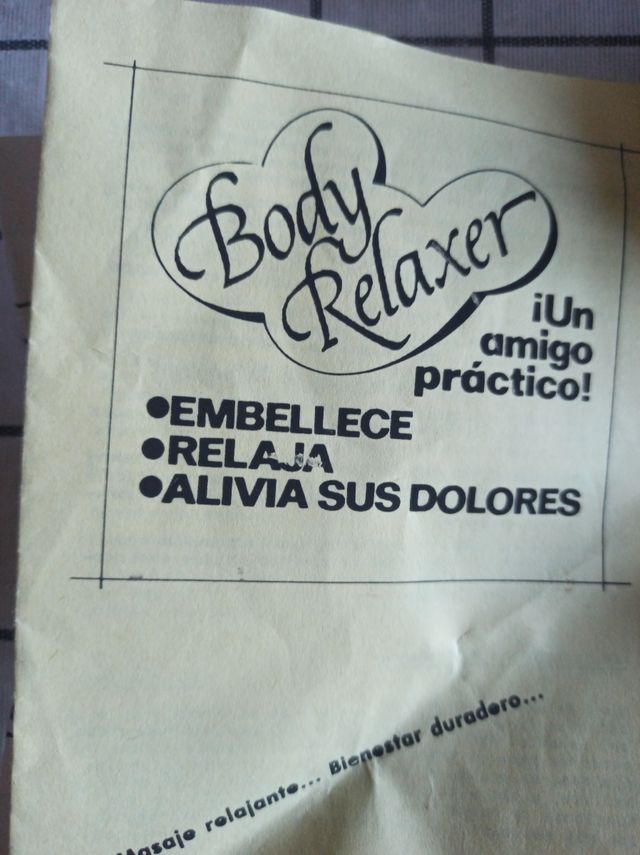 Body
Relaxer
¡Un
amigo
práctico!
●EMBELLECE
●RELAJA
●ALIVIA SUS DOLORES
Masaje relajante... Bienestar duradero...